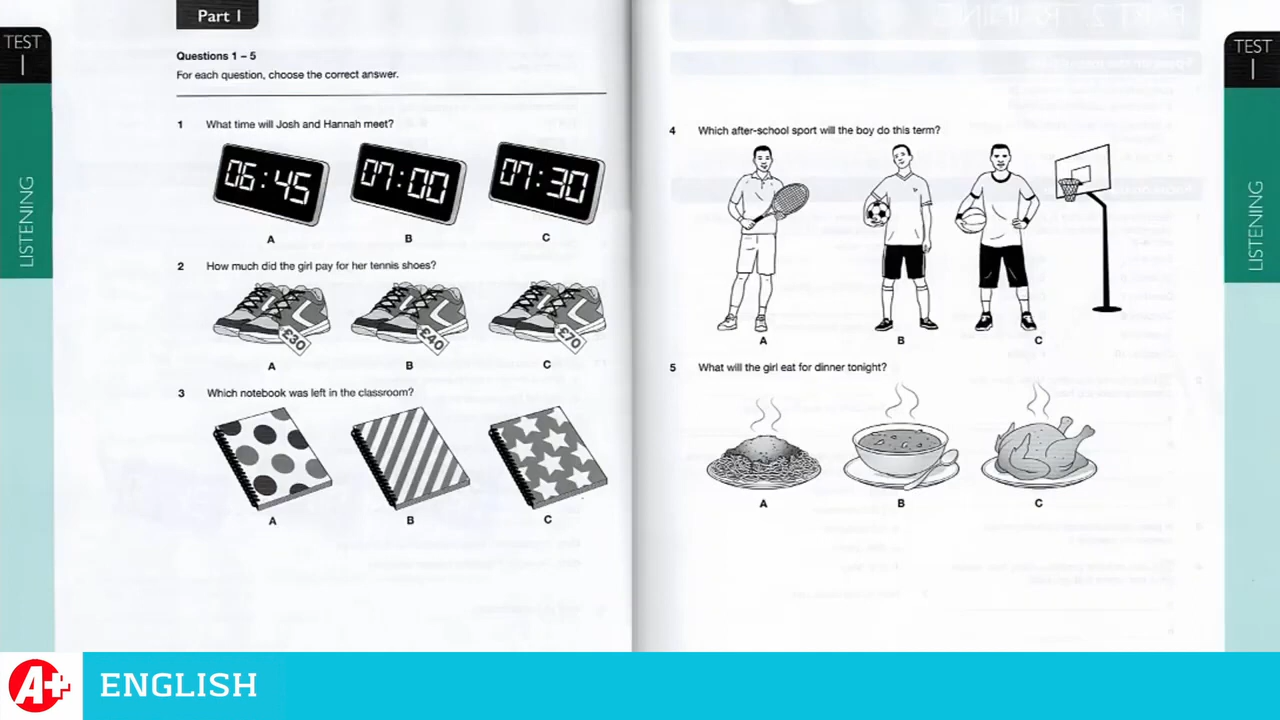 Part 1
TEST
1
LISTENING
Questions 1 – 5
For each question, choose the correct answer.
1 What time will Josh and Hannah meet?
06:45
07:00
07:30
A
B
C
2 How much did the girl pay for her tennis shoes?
£30
£40
£70
A
B
C
3 Which notebook was left in the classroom?
A
B
C
TEST
1
LISTENING
4 Which after-school sport will the boy do this term?
A
B
C
5 What will the girl eat for dinner tonight?
A
B
C
A+
ENGLISH